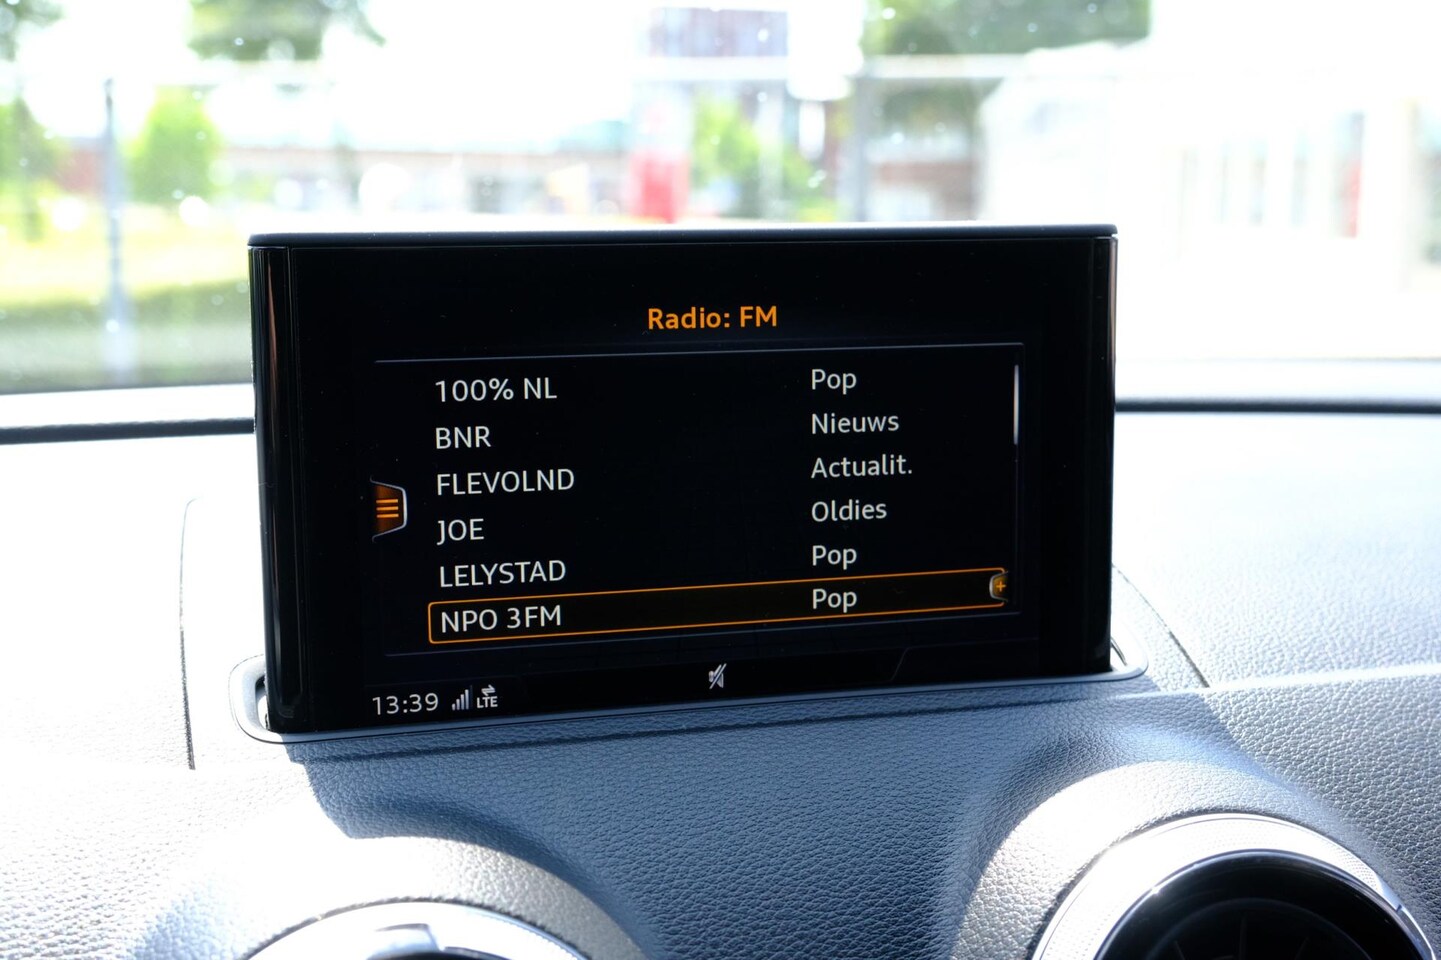 Radio: FM
100% NL Pop
BNR Nieuws
FLEVOLND Actualit.
JOE Oldies
LELYSTAD Pop
NPO 3FM Pop
13:39 LTE